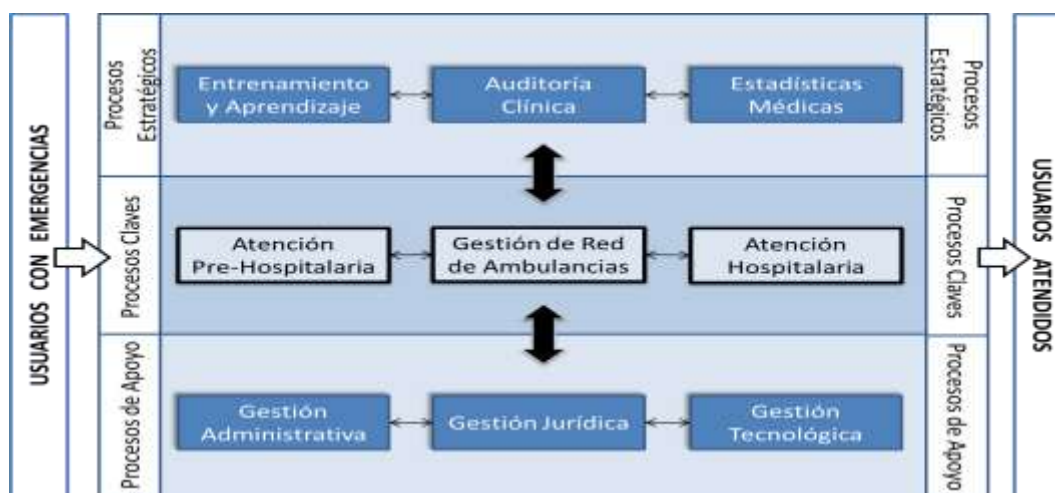 USUARIOS CON EMERGENCIAS
Procesos
Estratégicos
Entrenamiento
y Aprendizaje
Auditoría
Clínica
Estadísticas
Médicas
Procesos
Estratégicos
Procesos Claves
Atención
Pre-Hospitalaria
Gestión de Red
de Ambulancias
Atención
Hospitalaria
Procesos Claves
Procesos de Apoyo
Gestión
Administrativa
Gestión Jurídica
Gestión
Tecnológica
Procesos de Apoyo
USUARIOS ATENDIDOS